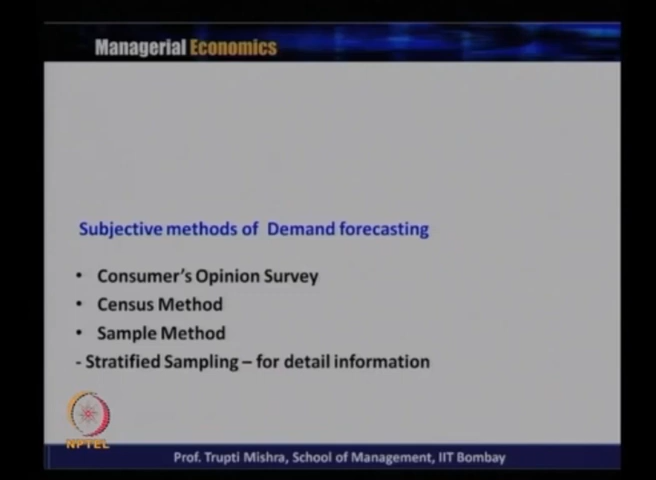 Managerial Economics
Subjective methods of Demand forecasting
• Consumer's Opinion Survey
• Census Method
• Sample Method
- Stratified Sampling – for detail information
NPTEL
Prof. Trupti Mishra, School of Management, IIT Bombay